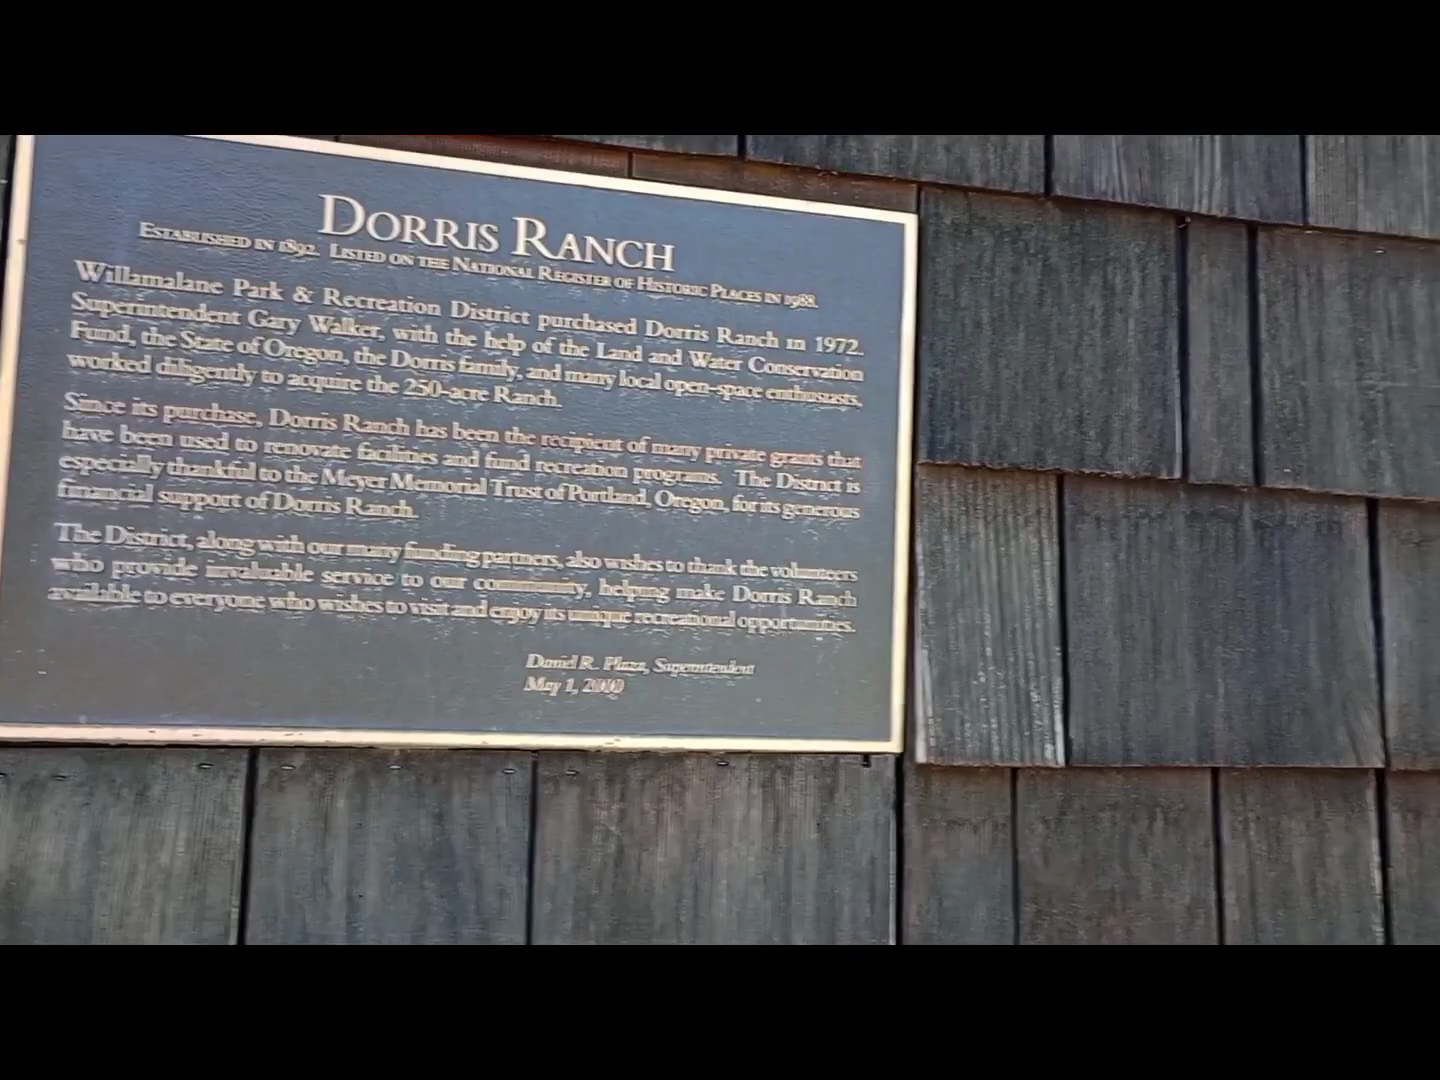 DORRIS RANCH
ESTABLISHED IN 1892. LISTED ON THE NATIONAL REGISTER OF HISTORIC PLACES IN 1988.
Willamalane Park & Recreation District purchased Dorris Ranch in 1972.
Superintendent Gary Walker, with the help of the Land and Water Conservation
Fund, the State of Oregon, the Dorris family, and many local open-space enthusiasts,
worked diligently to acquire the 250-acre Ranch.
Since its purchase, Dorris Ranch has been the recipient of many private grants that
have been used to renovate facilities and fund recreation programs. The District is
especially thankful to the Meyer Memorial Trust of Portland, Oregon, for its generous
financial support of Dorris Ranch.
The District, along with our many funding partners, also wishes to thank the volunteers
who provide invaluable service to our community, helping make Dorris Ranch
available to everyone who wishes to visit and enjoy its unique recreational opportunities.
Daniel R. Plaza, Superintendent
May 1, 2000